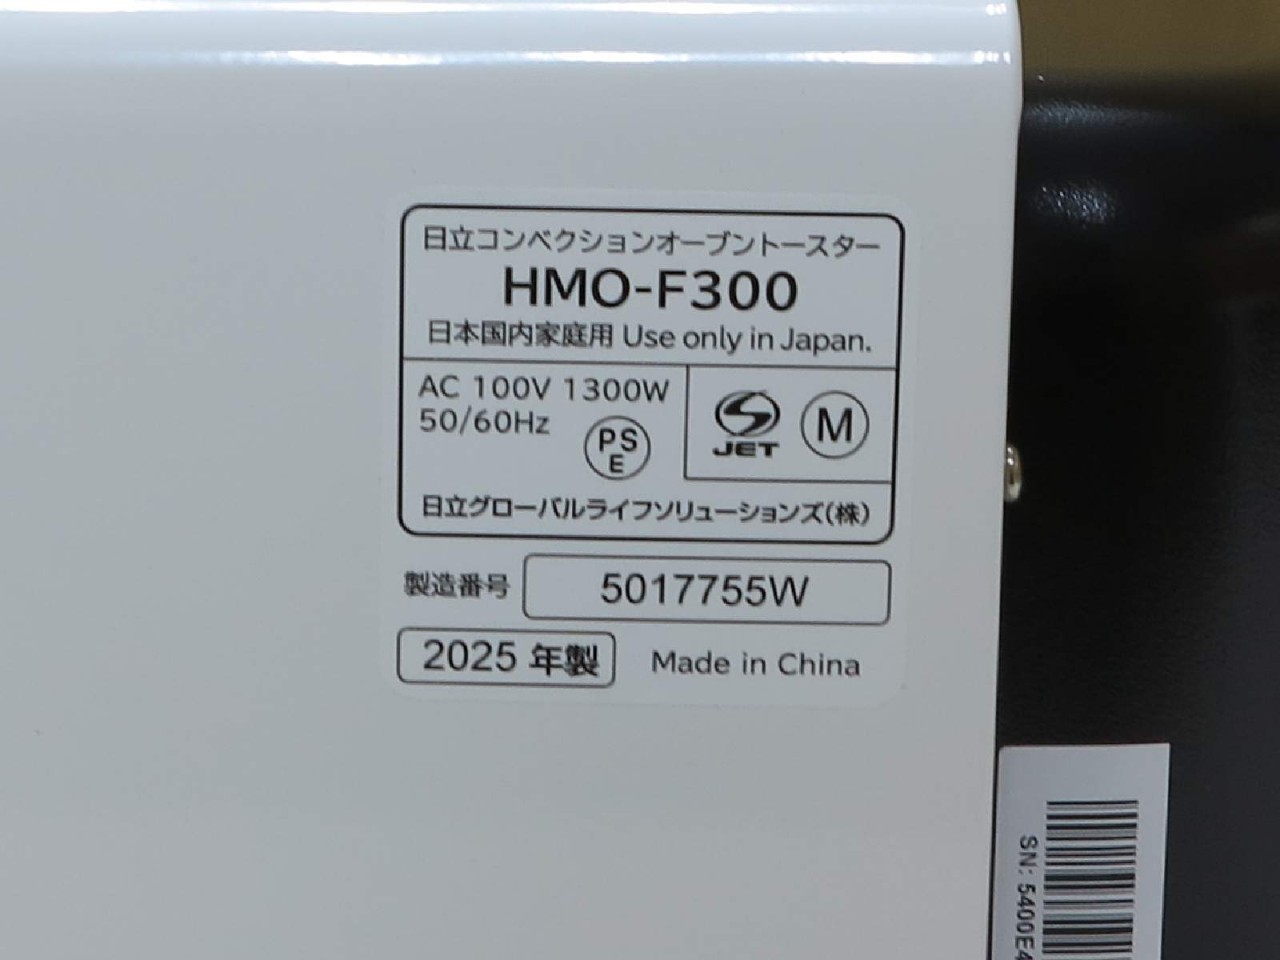 日立コンベクションオーブントースター
HMO-F300
日本国内家庭用 Use only in Japan.
AC 100V 1300W
50/60Hz
PS
E
JET
M
日立グローバルライフソリューションズ(株)
製造番号 5017755W
2025 年製 Made in China
SN: 5400E4